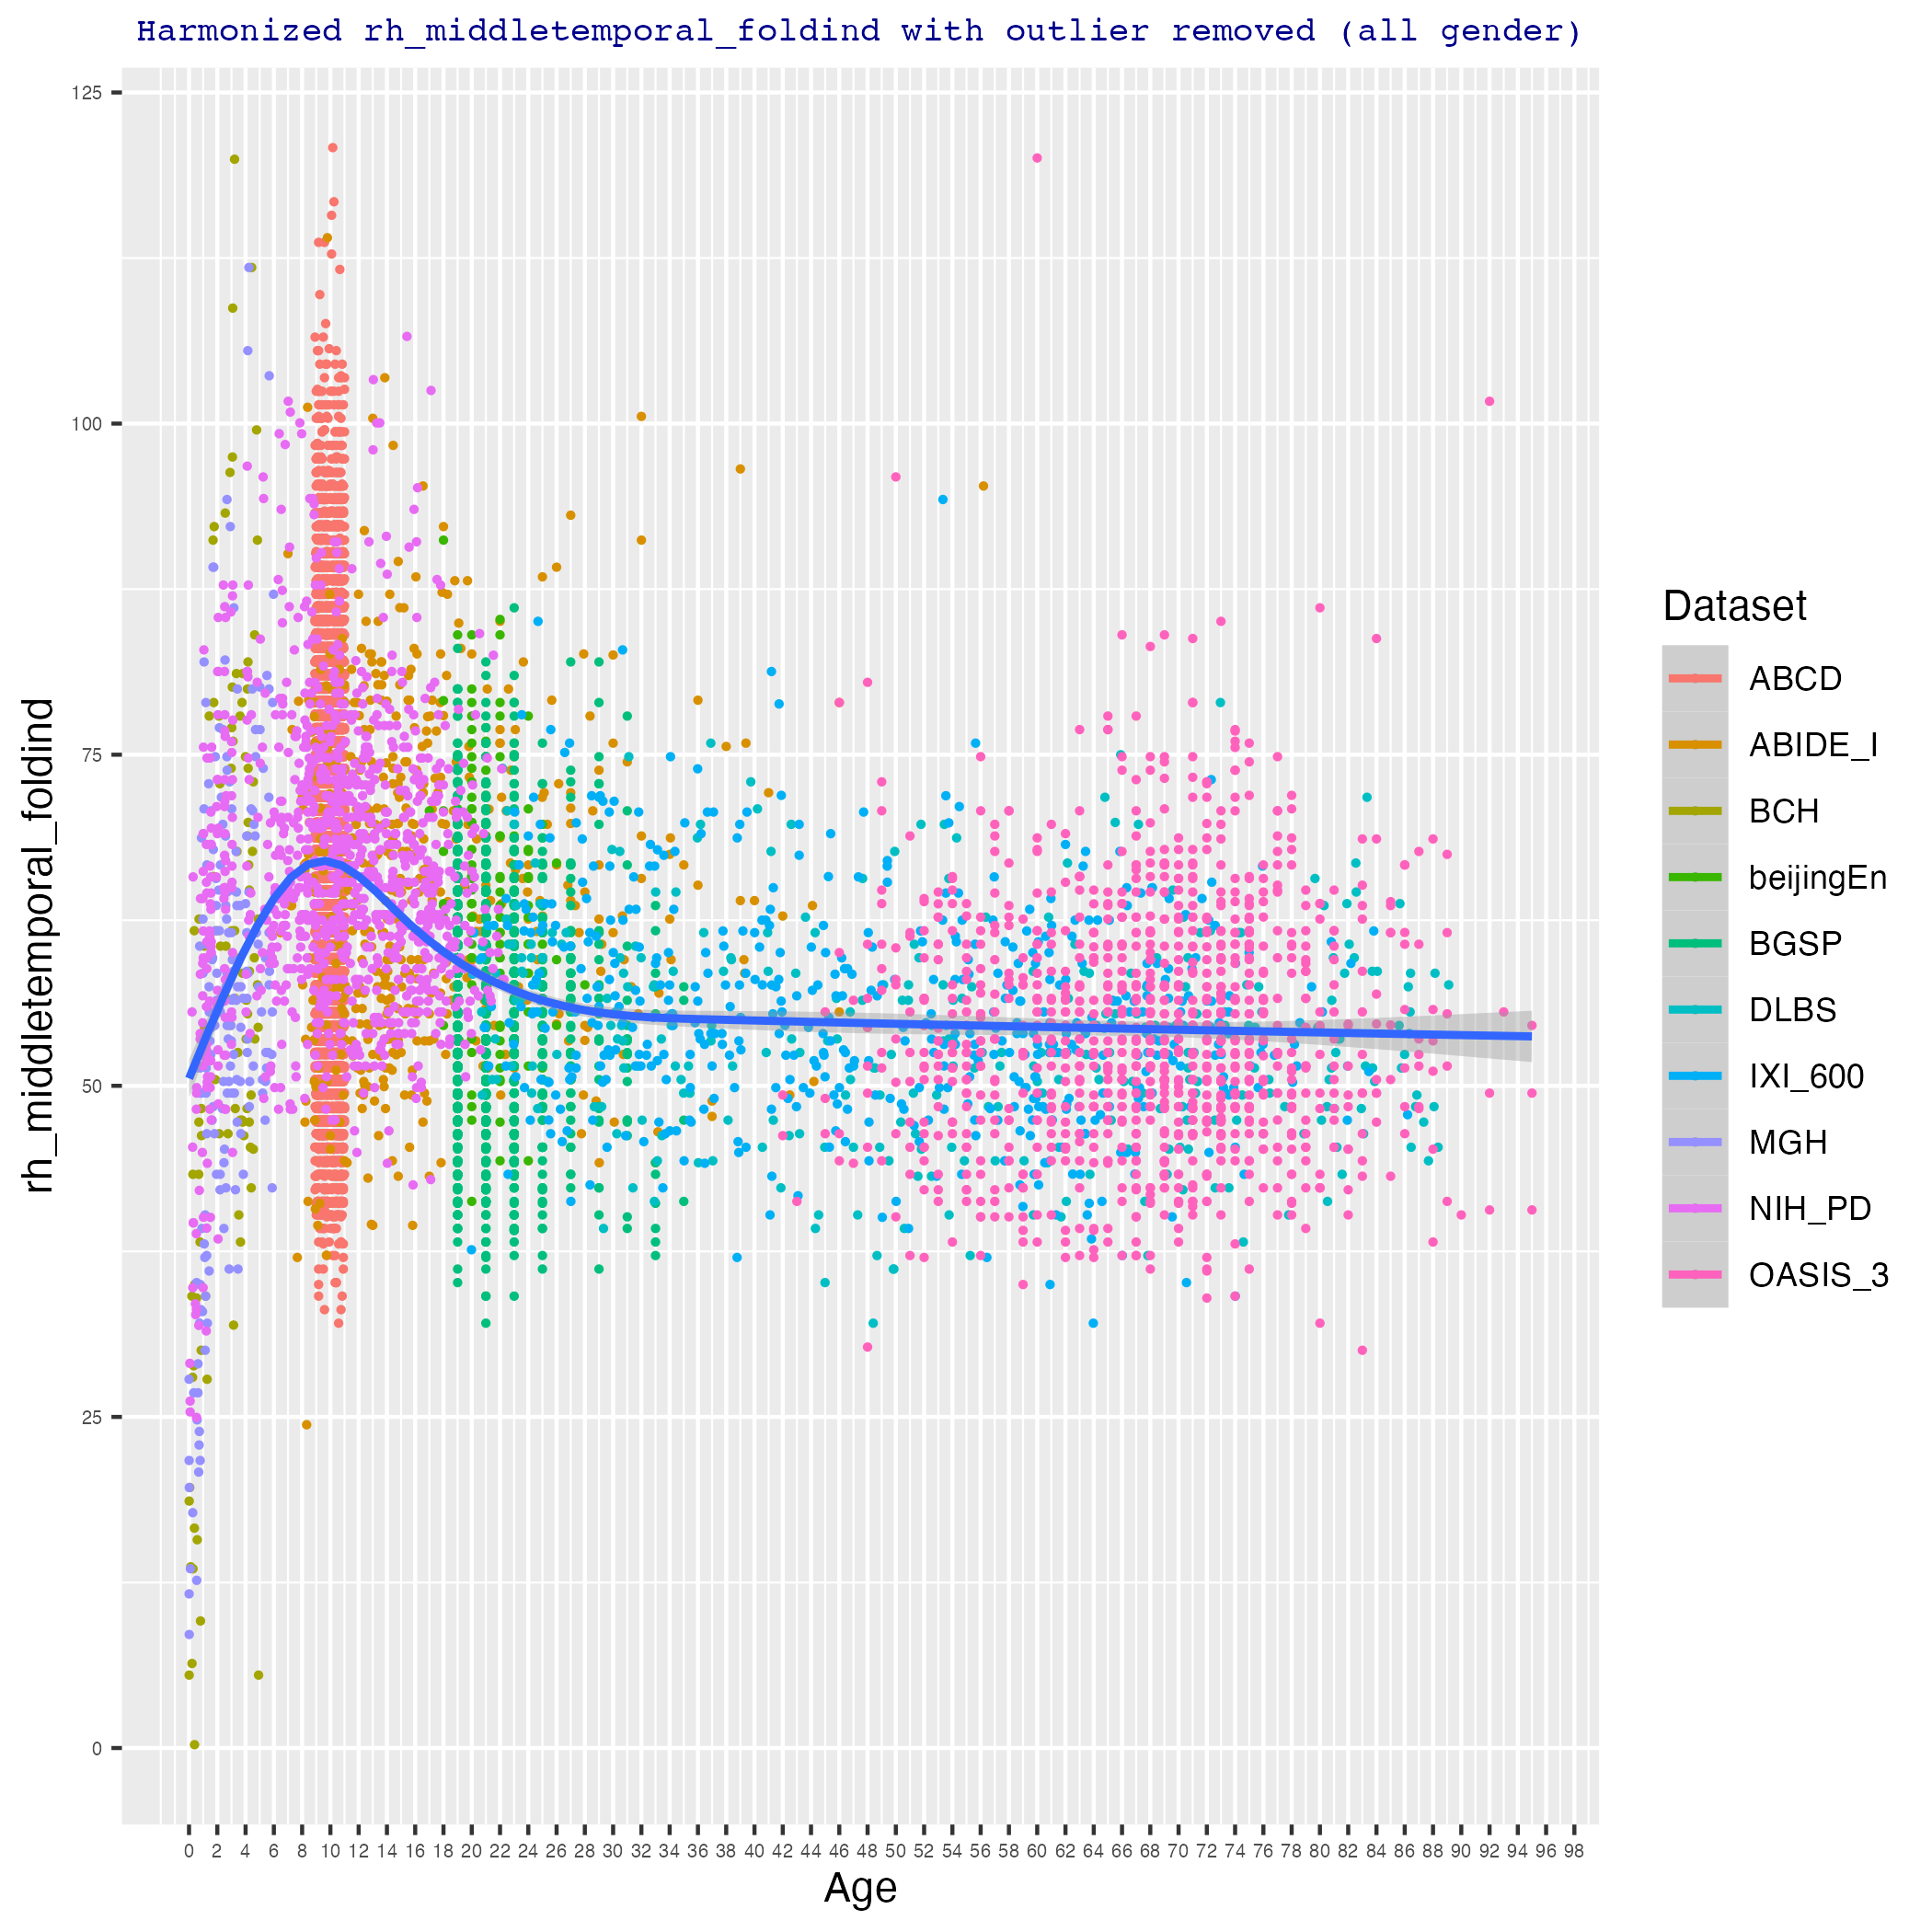 Harmonized rh_middletemporal_foldind with outlier removed (all gender)
rh_middletemporal_foldind
125
100
75
50
25
0
0 2 4 6 8 10 12 14 16 18 20 22 24 26 28 30 32 34 36 38 40 42 44 46 48 50 52 54 56 58 60 62 64 66 68 70 72 74 76 78 80 82 84 86 88 90 92 94 96 98
Age
Dataset
ABCD
ABIDE_I
BCH
beijingEn
BGSP
DLBS
IXI_600
MGH
NIH_PD
OASIS_3